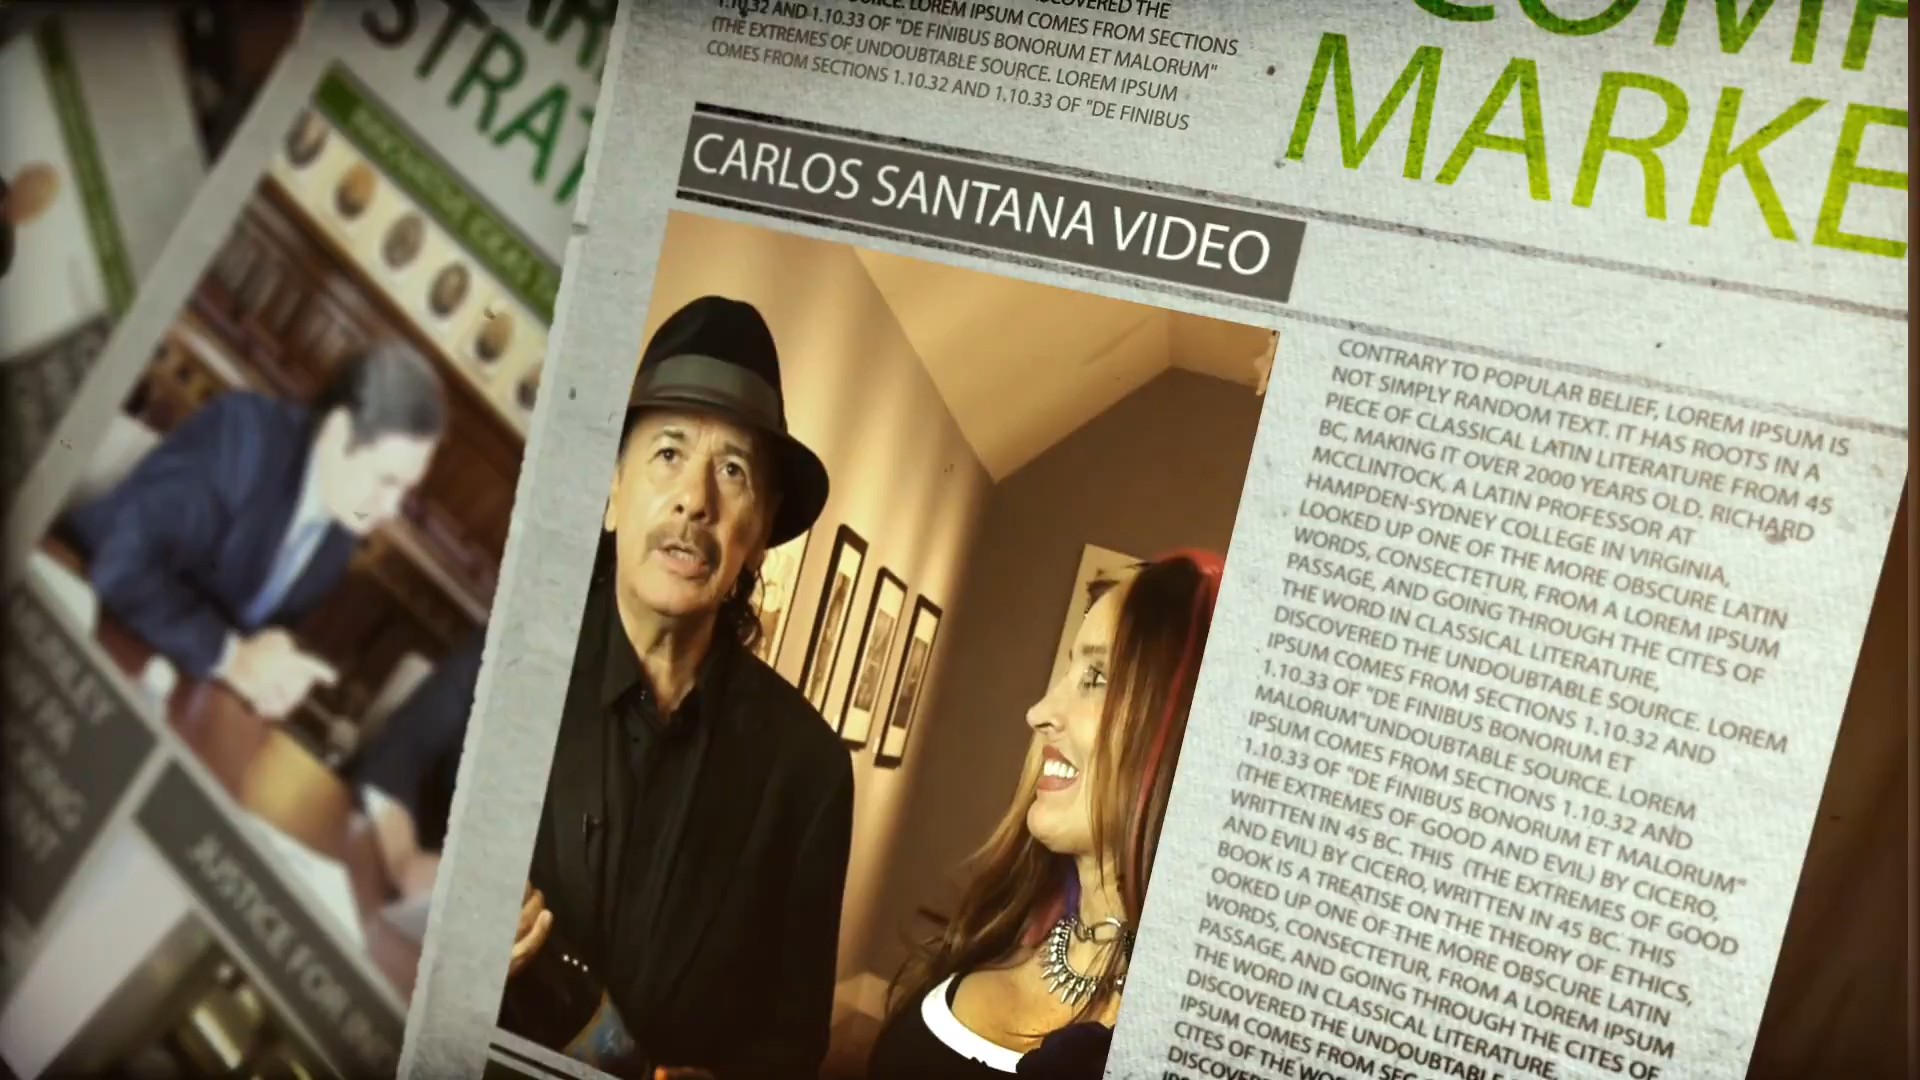 STRAT
JUSTICE FOR
COMP
MARKE
1.10.32 AND 1.10.33 OF "DE FINIBUS BONORUM ET MALORUM"
(THE EXTREMES OF UNDOUBTABLE SOURCE. LOREM IPSUM
COMES FROM SECTIONS 1.10.32 AND 1.10.33 OF "DE FINIBUS
CARLOS SANTANA VIDEO
CONTRARY TO POPULAR BELIEF, LOREM IPSUM IS
NOT SIMPLY RANDOM TEXT. IT HAS ROOTS IN A
PIECE OF CLASSICAL LATIN LITERATURE FROM 45
BC, MAKING IT OVER 2000 YEARS OLD. RICHARD
MCCLINTOCK, A LATIN PROFESSOR AT
HAMPDEN-SYDNEY COLLEGE IN VIRGINIA,
LOOKED UP ONE OF THE MORE OBSCURE LATIN
WORDS, CONSECTETUR, FROM A LOREM IPSUM
PASSAGE, AND GOING THROUGH THE CITES OF
THE WORD IN CLASSICAL LITERATURE,
DISCOVERED THE UNDOUBTABLE SOURCE. LOREM
IPSUM COMES FROM SECTIONS 1.10.32 AND
1.10.33 OF "DE FINIBUS BONORUM ET
MALORUM"UNDOUBTABLE SOURCE. LOREM
IPSUM COMES FROM SECTIONS 1.10.32 AND
1.10.33 OF "DE FINIBUS BONORUM ET MALORUM"
(THE EXTREMES OF GOOD AND EVIL) BY CICERO,
WRITTEN IN 45 BC. THIS (THE EXTREMES OF GOOD
AND EVIL) BY CICERO, WRITTEN IN 45 BC. THIS
BOOK IS A TREATISE ON THE THEORY OF ETHICS,
OOKED UP ONE OF THE MORE OBSCURE LATIN
WORDS, CONSECTETUR, FROM A LOREM IPSUM
PASSAGE, AND GOING THROUGH THE CITES OF
THE WORD IN CLASSICAL LITERATURE,
DISCOVERED THE UNDOUBTABLE
IPSUM COMES FROM SEC
CITES OF THE WO
DISCOVE